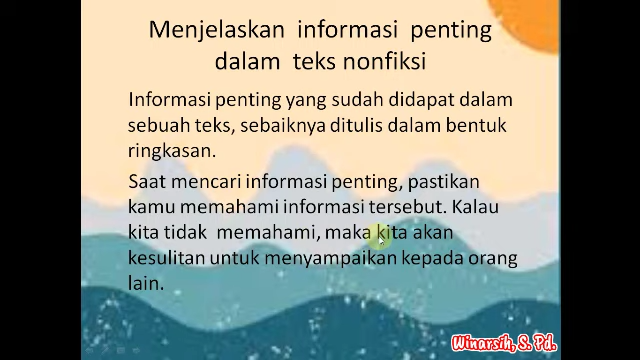 Menjelaskan informasi penting
dalam teks nonfiksi
Informasi penting yang sudah didapat dalam
sebuah teks, sebaiknya ditulis dalam bentuk
ringkasan.
Saat mencari informasi penting, pastikan
kamu memahami informasi tersebut. Kalau
kita tidak memahami, maka kita akan
kesulitan untuk menyampaikan kepada orang
lain.
Winarsih, S. Pd.